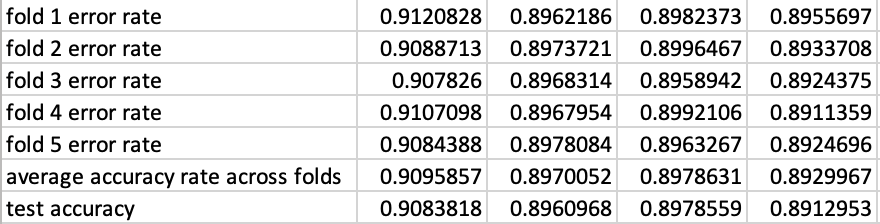 fold 1 error rate 0.9120828 0.8962186 0.8982373 0.8955697
fold 2 error rate 0.9088713 0.8973721 0.8996467 0.8933708
fold 3 error rate 0.907826 0.8968314 0.8958942 0.8924375
fold 4 error rate 0.9107098 0.8967954 0.8992106 0.8911359
fold 5 error rate 0.9084388 0.8978084 0.8963267 0.8924696
average accuracy rate across folds 0.9095857 0.8970052 0.8978631 0.8929967
test accuracy 0.9083818 0.8960968 0.8978559 0.8912953